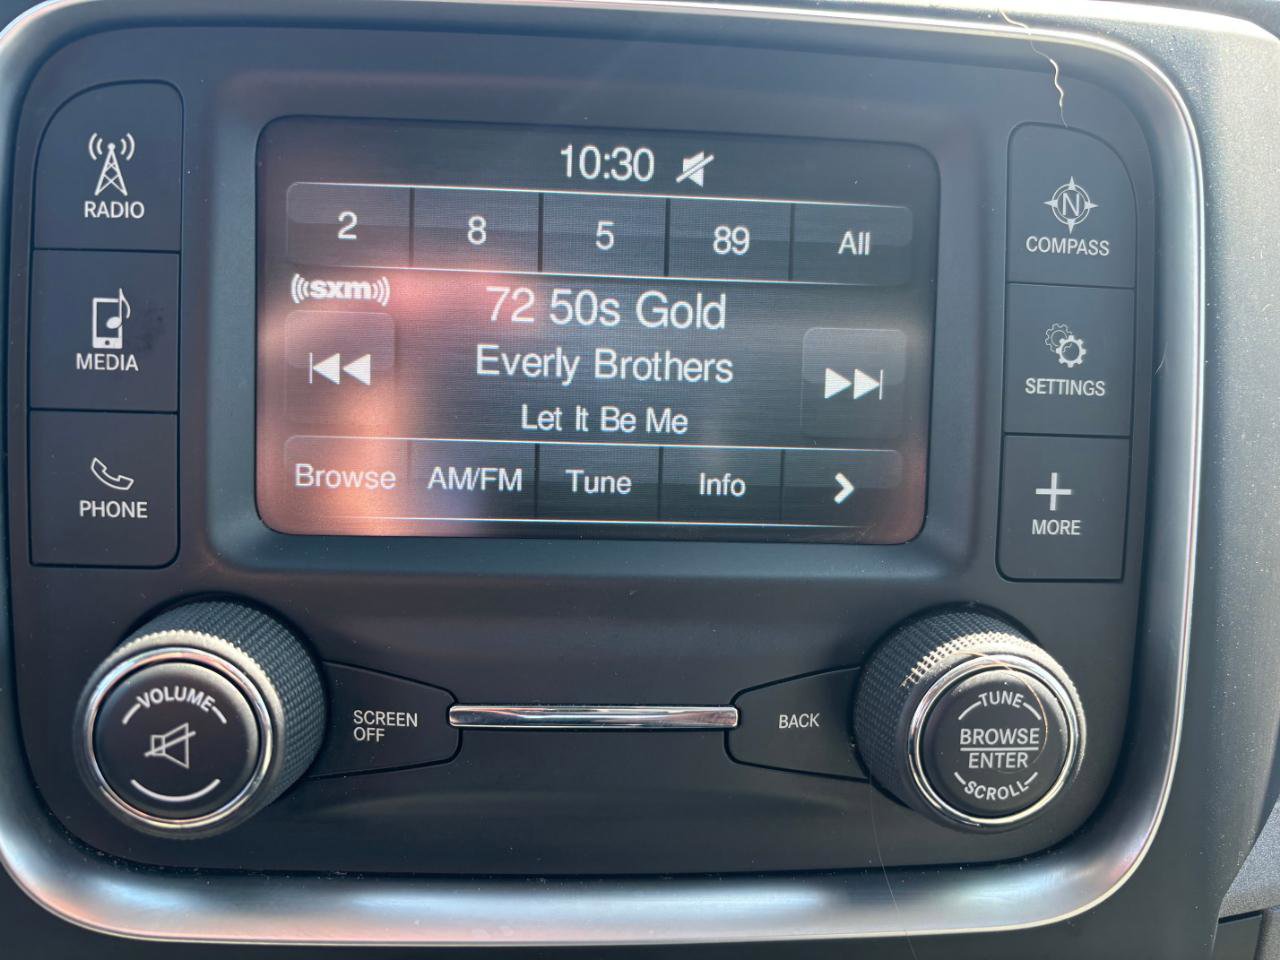 10:30
2 8 5 89 All
sxm
72 50s Gold
Everly Brothers
Let It Be Me
Browse AM/FM Tune Info
RADIO
MEDIA
PHONE
N
COMPASS
SETTINGS
MORE
VOLUME
SCREEN
OFF
BACK
TUNE
BROWSE
ENTER
SCROLL